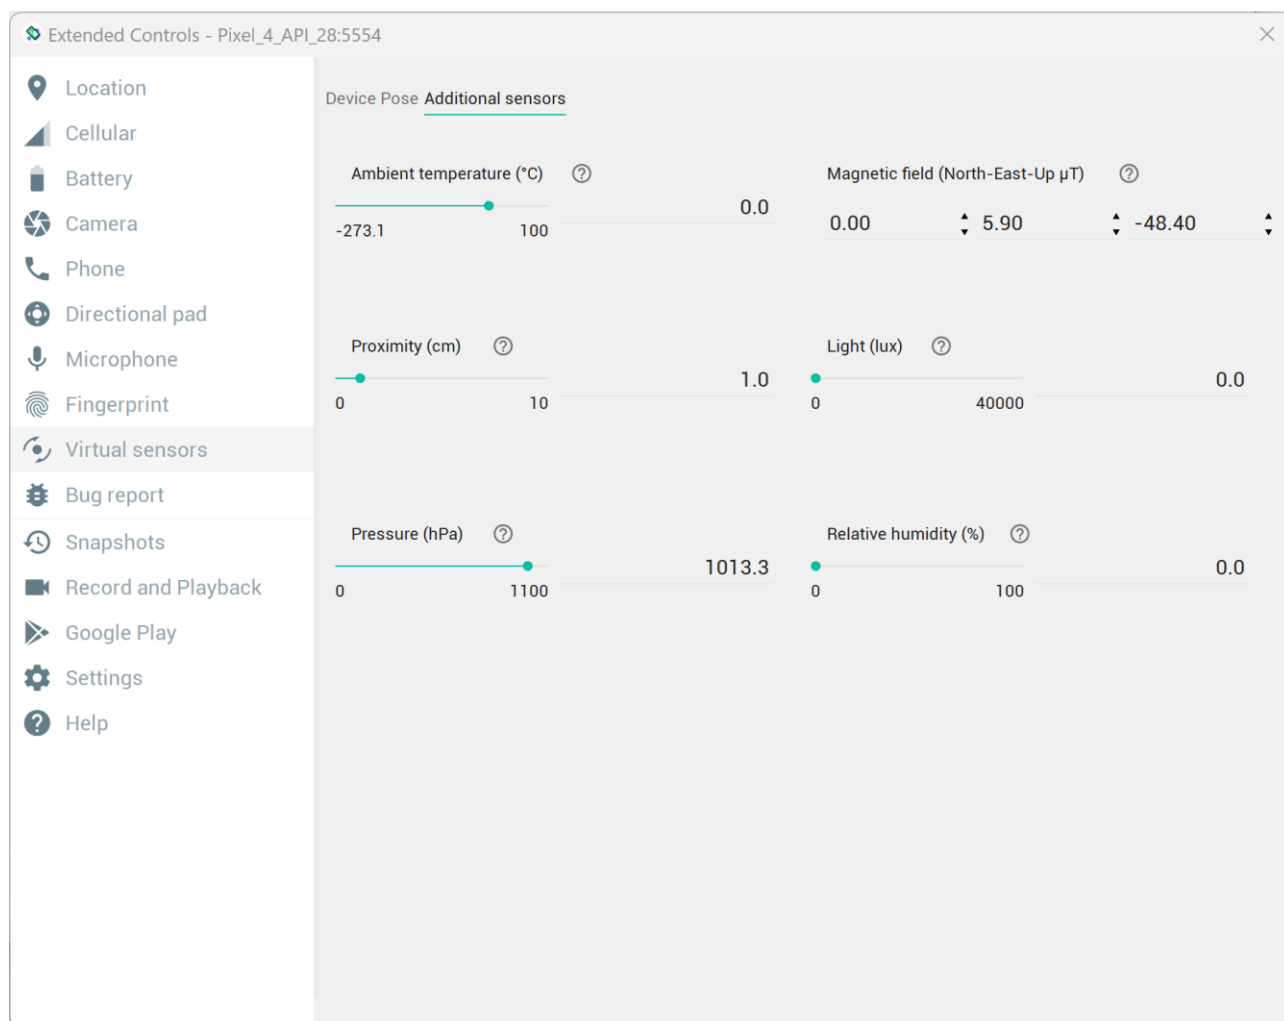 Extended Controls - Pixel_4_API_28:5554
Location
Cellular
Battery
Camera
Phone
Directional pad
Microphone
Fingerprint
Virtual sensors
Bug report
Snapshots
Record and Playback
Google Play
Settings
Help
Device Pose Additional sensors
Ambient temperature (°C)
0.0
-273.1 100
Magnetic field (North-East-Up µT)
0.00 5.90 -48.40
Proximity (cm)
1.0
0 10
Light (lux)
0.0
0 40000
Pressure (hPa)
1013.3
0 1100
Relative humidity (%)
0.0
0 100